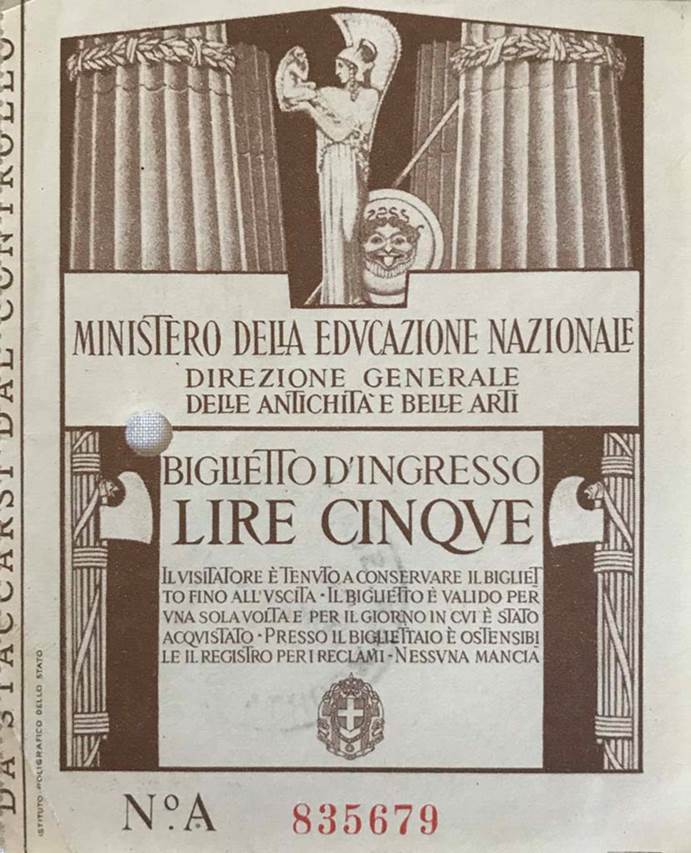 MINISTERO DELLA EDVCAZIONE NAZIONALE
DIREZIONE GENERALE
DELLE ANTICHITÀ E BELLE ARTI
BIGLIETTO D'INGRESSO
LIRE CINQVE
IL VISITATORE È TENVTO A CONSERVARE IL BIGLIET
TO FINO ALL'VSCITA · IL BIGLIETTO È VALIDO PER
VNA SOLA VOLTA E PER IL GIORNO IN CVI È STATO
ACQVISTATO · PRESSO IL BIGLIETTAIO È OSTENSIBI
LE IL REGISTRO PER I RECLAMI · NESSVNA MANCIA
Nº. A 835679
DA STACCARSI DAL CONTROLLO
ISTITUTO POLIGRAFICO DELLO STATO